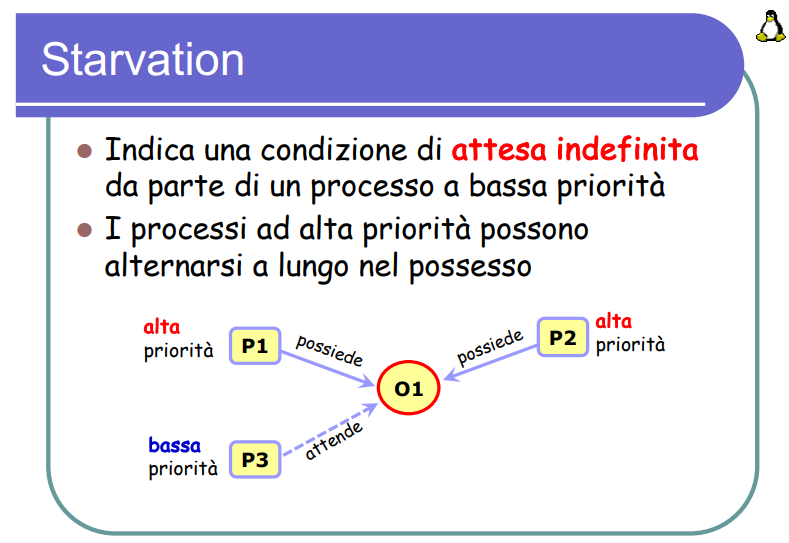 Starvation
Indica una condizione di attesa indefinita
da parte di un processo a bassa priorità
I processi ad alta priorità possono
alternarsi a lungo nel possesso
alta
priorità
P1
possiede
O1
possiede
P2
alta
priorità
bassa
priorità
P3
attende